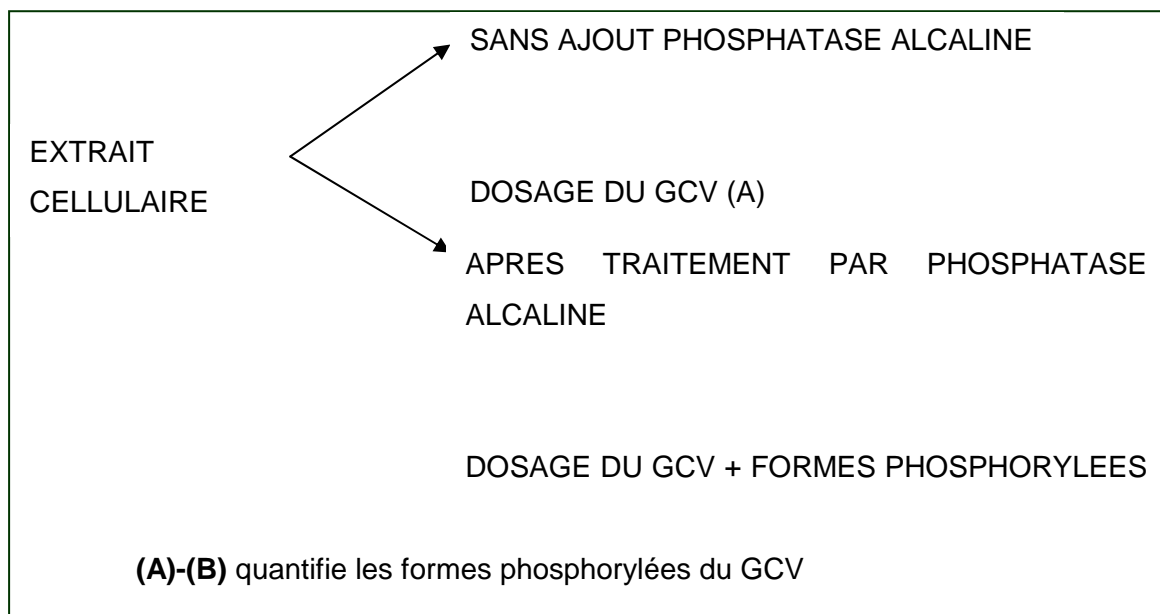 SANS AJOUT PHOSPHATASE ALCALINE
EXTRAIT
CELLULAIRE
DOSAGE DU GCV (A)
APRES TRAITEMENT PAR PHOSPHATASE
ALCALINE
DOSAGE DU GCV + FORMES PHOSPHORYLEES
(A)-(B) quantifie les formes phosphorylées du GCV